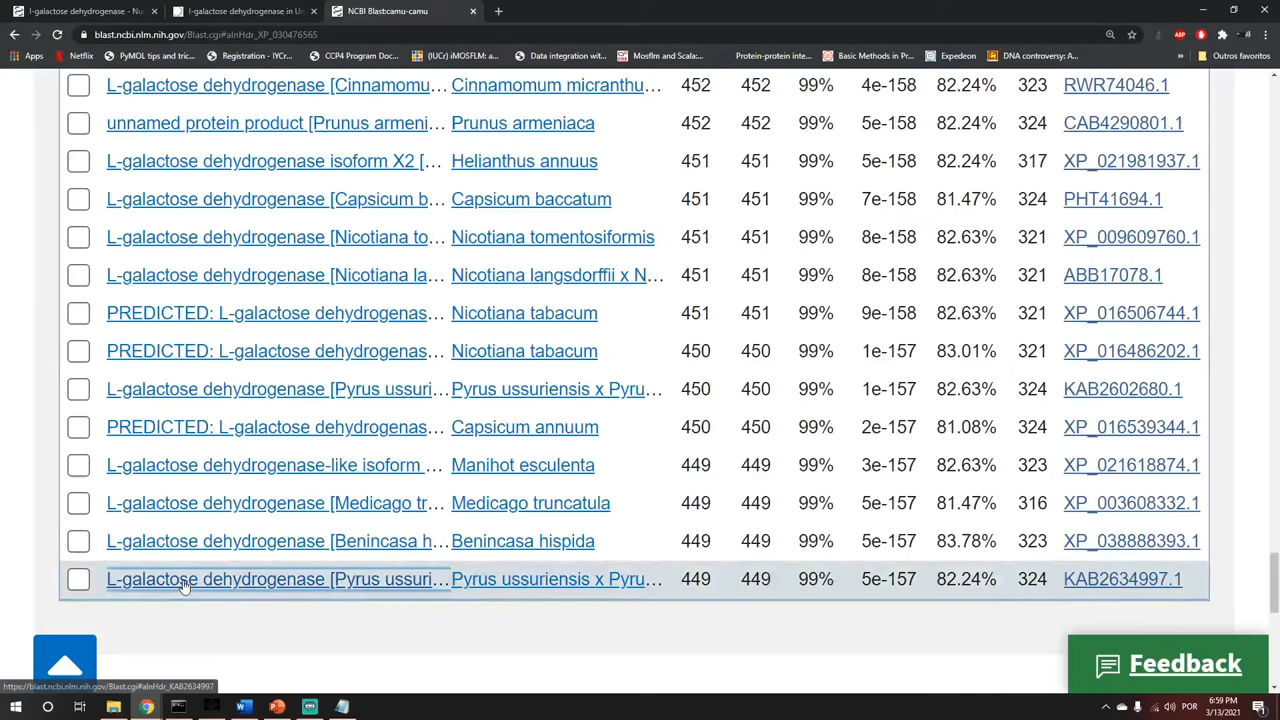 l-galactose dehydrogenase - Nu
l-galactose dehydrogenase in Un
NCBI Blast:camu-camu
blast.ncbi.nlm.nih.gov/Blast.cgi#alnHdr_XP_030476565
Apps
Netflix
PyMOL tips and tric...
Registration - IYCr...
CCP4 Program Doc...
(IUCr) iMOSFLM:a...
Data integration wi...
Mosflm and Scalin...
Protein-protein inte...
Basic Methods in Pr...
Expedeon
DNA controversy: A...
Outros favoritos
L-galactose dehydrogenase [Cinnamomu... Cinnamomum micranthu... 452 452 99% 4e-158 82.24% 323 RWR74046.1
unnamed protein product [Prunus armeni... Prunus armeniaca 452 452 99% 5e-158 82.24% 324 CAB4290801.1
L-galactose dehydrogenase isoform X2 [... Helianthus annuus 451 451 99% 5e-158 82.24% 317 XP_021981937.1
L-galactose dehydrogenase [Capsicum b... Capsicum baccatum 451 451 99% 7e-158 81.47% 324 PHT41694.1
L-galactose dehydrogenase [Nicotiana to... Nicotiana tomentosiformis 451 451 99% 8e-158 82.63% 321 XP_009609760.1
L-galactose dehydrogenase [Nicotiana la... Nicotiana langsdorffii x N... 451 451 99% 8e-158 82.63% 321 ABB17078.1
PREDICTED: L-galactose dehydrogenas... Nicotiana tabacum 451 451 99% 9e-158 82.63% 321 XP_016506744.1
PREDICTED: L-galactose dehydrogenas... Nicotiana tabacum 450 450 99% 1e-157 83.01% 321 XP_016486202.1
L-galactose dehydrogenase [Pyrus ussuri... Pyrus ussuriensis x Pyru... 450 450 99% 1e-157 82.63% 324 KAB2602680.1
PREDICTED: L-galactose dehydrogenas... Capsicum annuum 450 450 99% 2e-157 81.08% 324 XP_016539344.1
L-galactose dehydrogenase-like isoform ... Manihot esculenta 449 449 99% 3e-157 82.63% 323 XP_021618874.1
L-galactose dehydrogenase [Medicago tr... Medicago truncatula 449 449 99% 5e-157 81.47% 316 XP_003608332.1
L-galactose dehydrogenase [Benincasa h... Benincasa hispida 449 449 99% 5e-157 83.78% 323 XP_038888393.1
L-galactose dehydrogenase [Pyrus ussuri... Pyrus ussuriensis x Pyru... 449 449 99% 5e-157 82.24% 324 KAB2634997.1
Feedback
https://blast.ncbi.nlm.nih.gov/Blast.cgi#alnHdr_KAB2634997
POR
6:59 PM
3/13/2021